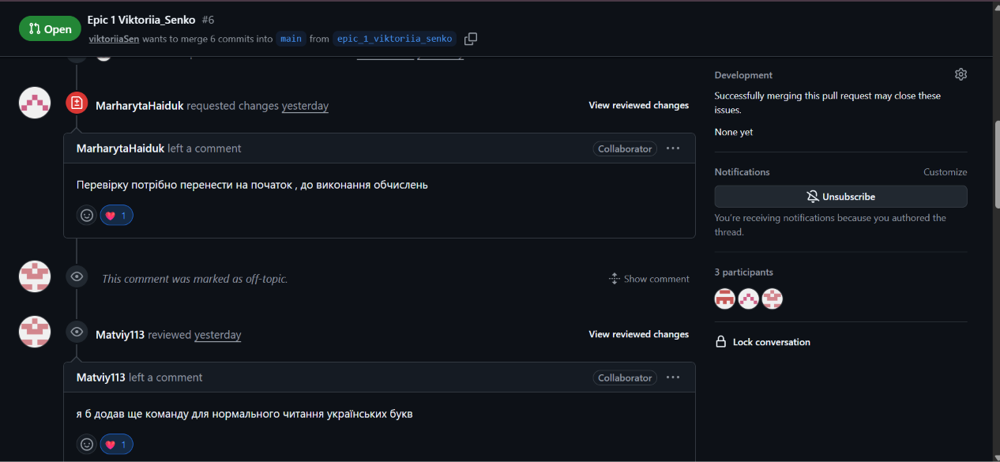 Open
Epic 1 Viktoriia_Senko #6
viktoriiaSen wants to merge 6 commits into main from epic_1_viktoriia_senko
MarharytaHaiduk requested changes yesterday
View reviewed changes
MarharytaHaiduk left a comment
Collaborator
Перевірку потрібно перенести на початок , до виконання обчислень
1
This comment was marked as off-topic.
Show comment
Matviy113 reviewed yesterday
View reviewed changes
Matviy113 left a comment
Collaborator
я б додав ще команду для нормального читання українських букв
1
Development
Successfully merging this pull request may close these
issues.
None yet
Notifications
Customize
Unsubscribe
You're receiving notifications because you authored the
thread.
3 participants
Lock conversation